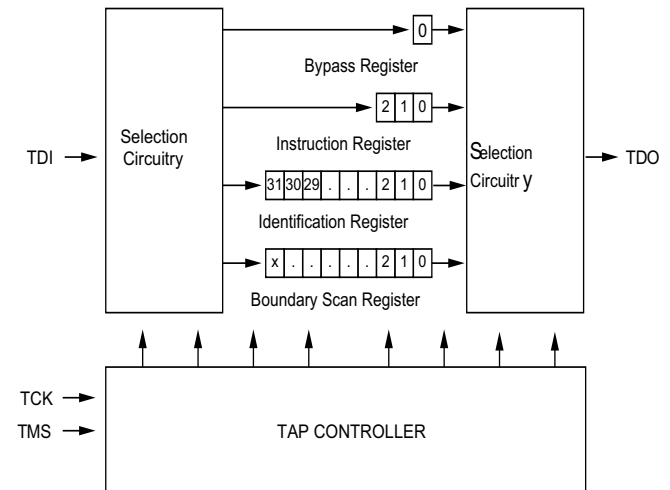 0
Bypass Register
2 1 0
Selection
Circuitry
Selection
Circuitry
Instruction Register
TDI
TDO
31 30 29 . . . 2 1 0
Identification Register
x . . . . . 2 1 0
Boundary Scan Register
TCK
TMS
TAP CONTROLLER